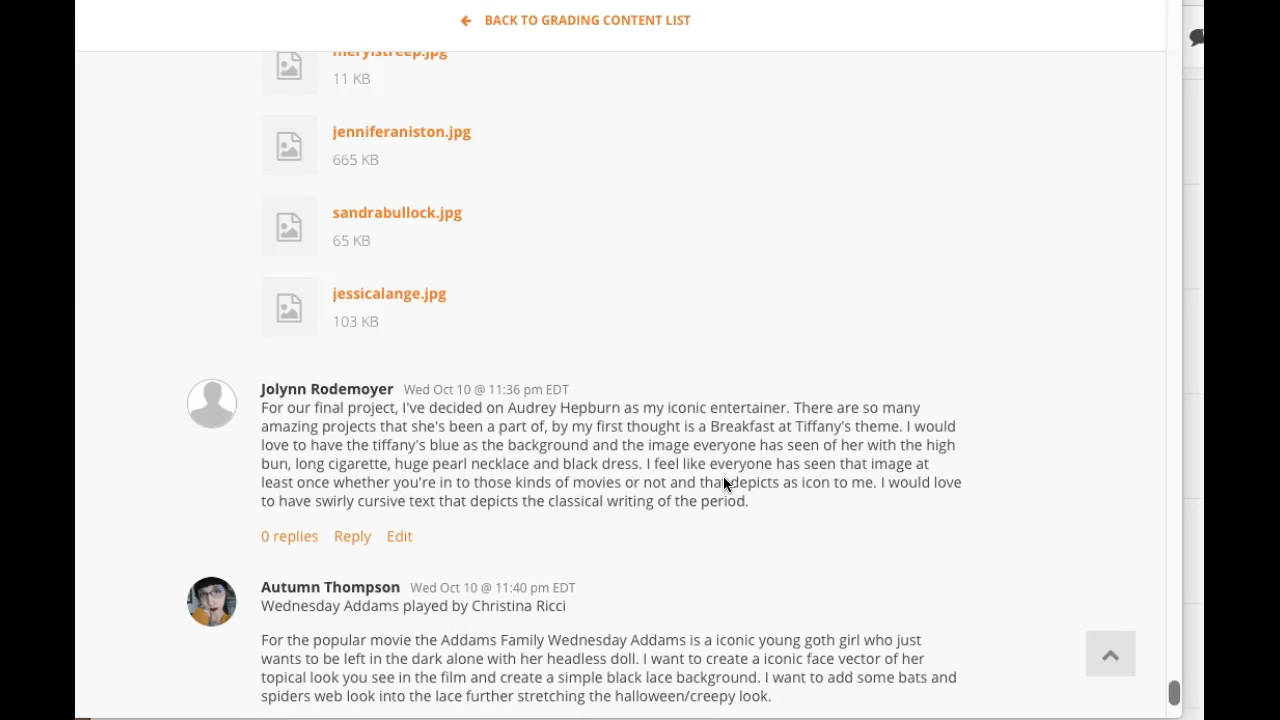 BACK TO GRADING CONTENT LIST
merylstreep.jpg
11 KB
jenniferaniston.jpg
665 KB
sandrabullock.jpg
65 KB
jessicalange.jpg
103 KB
Jolynn Rodemoyer Wed Oct 10 @ 11:36 pm EDT
For our final project, I've decided on Audrey Hepburn as my iconic entertainer. There are so many
amazing projects that she's been a part of, by my first thought is a Breakfast at Tiffany's theme. I would
love to have the tiffany's blue as the background and the image everyone has seen of her with the high
bun, long cigarette, huge pearl necklace and black dress. I feel like everyone has seen that image at
least once whether you're in to those kinds of movies or not and that depicts as icon to me. I would love
to have swirly cursive text that depicts the classical writing of the period.
0 replies Reply Edit
Autumn Thompson Wed Oct 10 @ 11:40 pm EDT
Wednesday Addams played by Christina Ricci
For the popular movie the Addams Family Wednesday Addams is a iconic young goth girl who just
wants to be left in the dark alone with her headless doll. I want to create a iconic face vector of her
topical look you see in the film and create a simple black lace background. I want to add some bats and
spiders web look into the lace further stretching the halloween/creepy look.